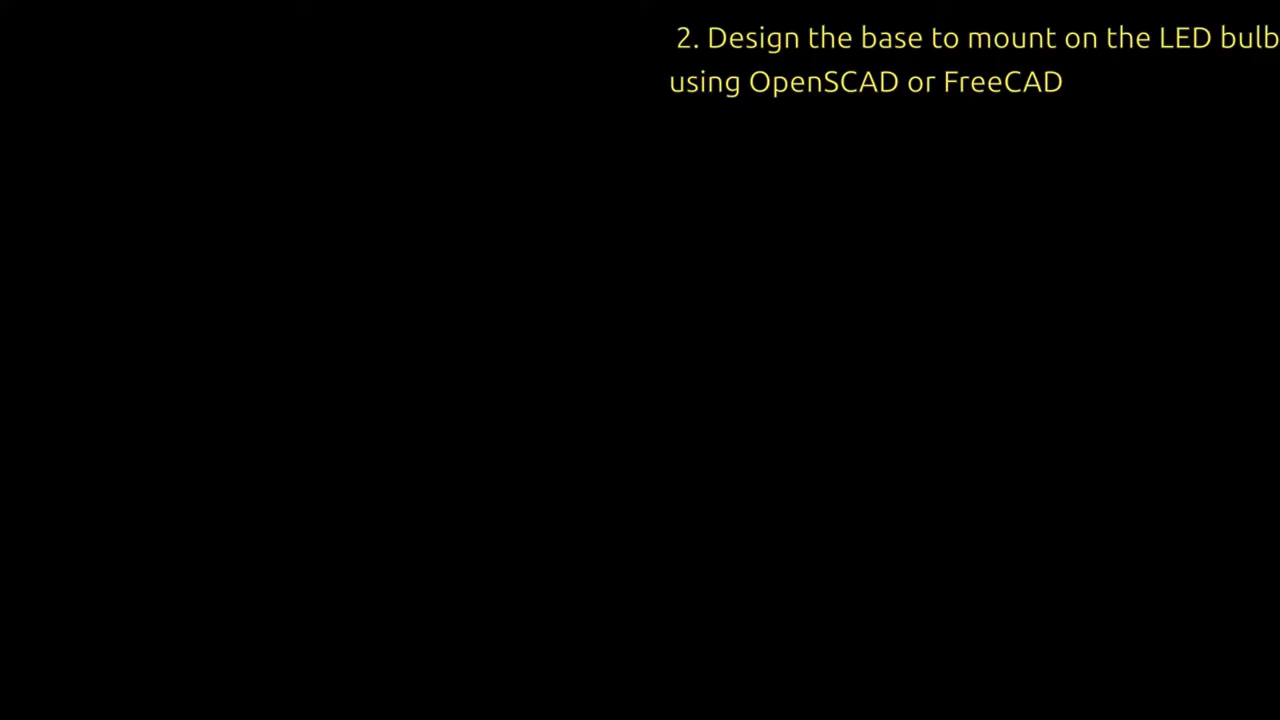 2. Design the base to mount on the LED bulb
using OpenSCAD or FreeCAD